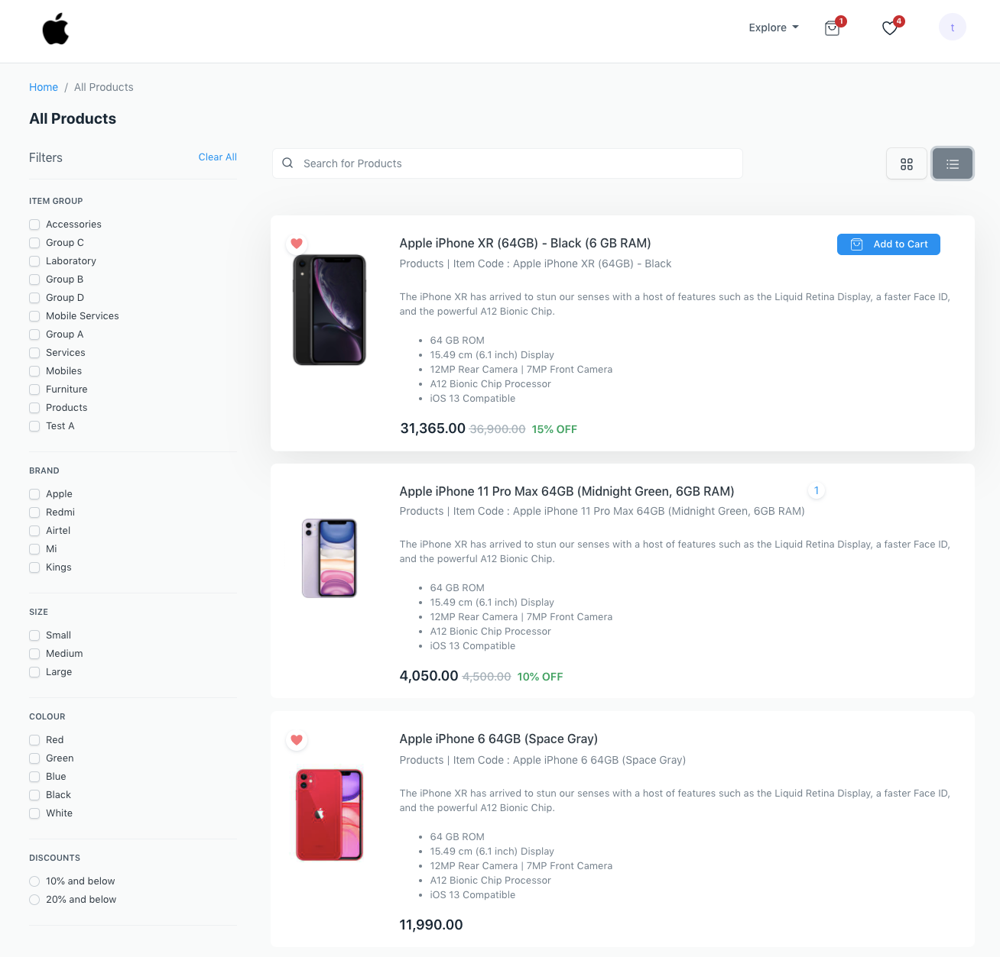 Explore
1
4
t
Home / All Products
All Products
Filters
Clear All
Search for Products
ITEM GROUP
Accessories
Group C
Laboratory
Group B
Group D
Mobile Services
Group A
Services
Mobiles
Furniture
Products
Test A
BRAND
Apple
Redmi
Airtel
Mi
Kings
SIZE
Small
Medium
Large
COLOUR
Red
Green
Blue
Black
White
DISCOUNTS
10% and below
20% and below
Apple iPhone XR (64GB) - Black (6 GB RAM)
Add to Cart
Products | Item Code : Apple iPhone XR (64GB) - Black
The iPhone XR has arrived to stun our senses with a host of features such as the Liquid Retina Display, a faster Face ID,
and the powerful A12 Bionic Chip.
• 64 GB ROM
• 15.49 cm (6.1 inch) Display
• 12MP Rear Camera | 7MP Front Camera
• A12 Bionic Chip Processor
• iOS 13 Compatible
31,365.00 36,900.00 15% OFF
Apple iPhone 11 Pro Max 64GB (Midnight Green, 6GB RAM)
1
Products | Item Code : Apple iPhone 11 Pro Max 64GB (Midnight Green, 6GB RAM)
The iPhone XR has arrived to stun our senses with a host of features such as the Liquid Retina Display, a faster Face ID,
and the powerful A12 Bionic Chip.
• 64 GB ROM
• 15.49 cm (6.1 inch) Display
• 12MP Rear Camera | 7MP Front Camera
• A12 Bionic Chip Processor
• iOS 13 Compatible
4,050.00 4,500.00 10% OFF
Apple iPhone 6 64GB (Space Gray)
Products | Item Code : Apple iPhone 6 64GB (Space Gray)
The iPhone XR has arrived to stun our senses with a host of features such as the Liquid Retina Display, a faster Face ID,
and the powerful A12 Bionic Chip.
• 64 GB ROM
• 15.49 cm (6.1 inch) Display
• 12MP Rear Camera | 7MP Front Camera
• A12 Bionic Chip Processor
• iOS 13 Compatible
11,990.00